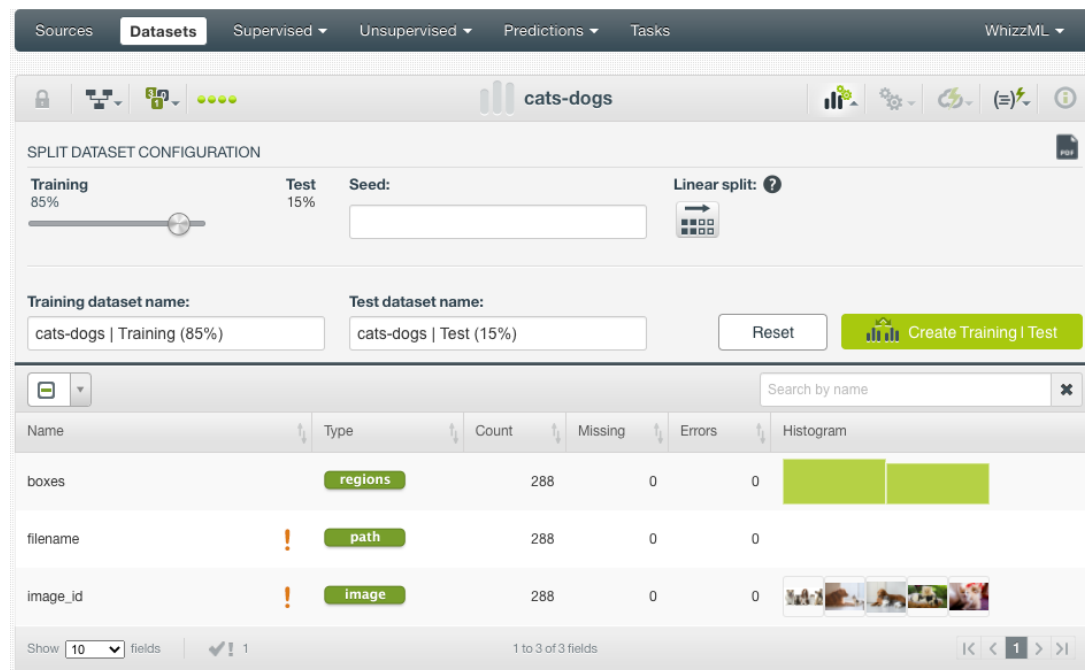 Sources Datasets Supervised Unsupervised Predictions Tasks WhizzML
cats-dogs
SPLIT DATASET CONFIGURATION
PDF
Training Test Seed: Linear split: ?
85% 15%
Training dataset name: Test dataset name:
cats-dogs | Training (85%) cats-dogs | Test (15%) Reset Create Training | Test
Search by name
Name Type Count Missing Errors Histogram
boxes regions 288 0 0
filename ! path 288 0 0
image_id ! image 288 0 0
Show 10 fields ! 1 1 to 3 of 3 fields 1